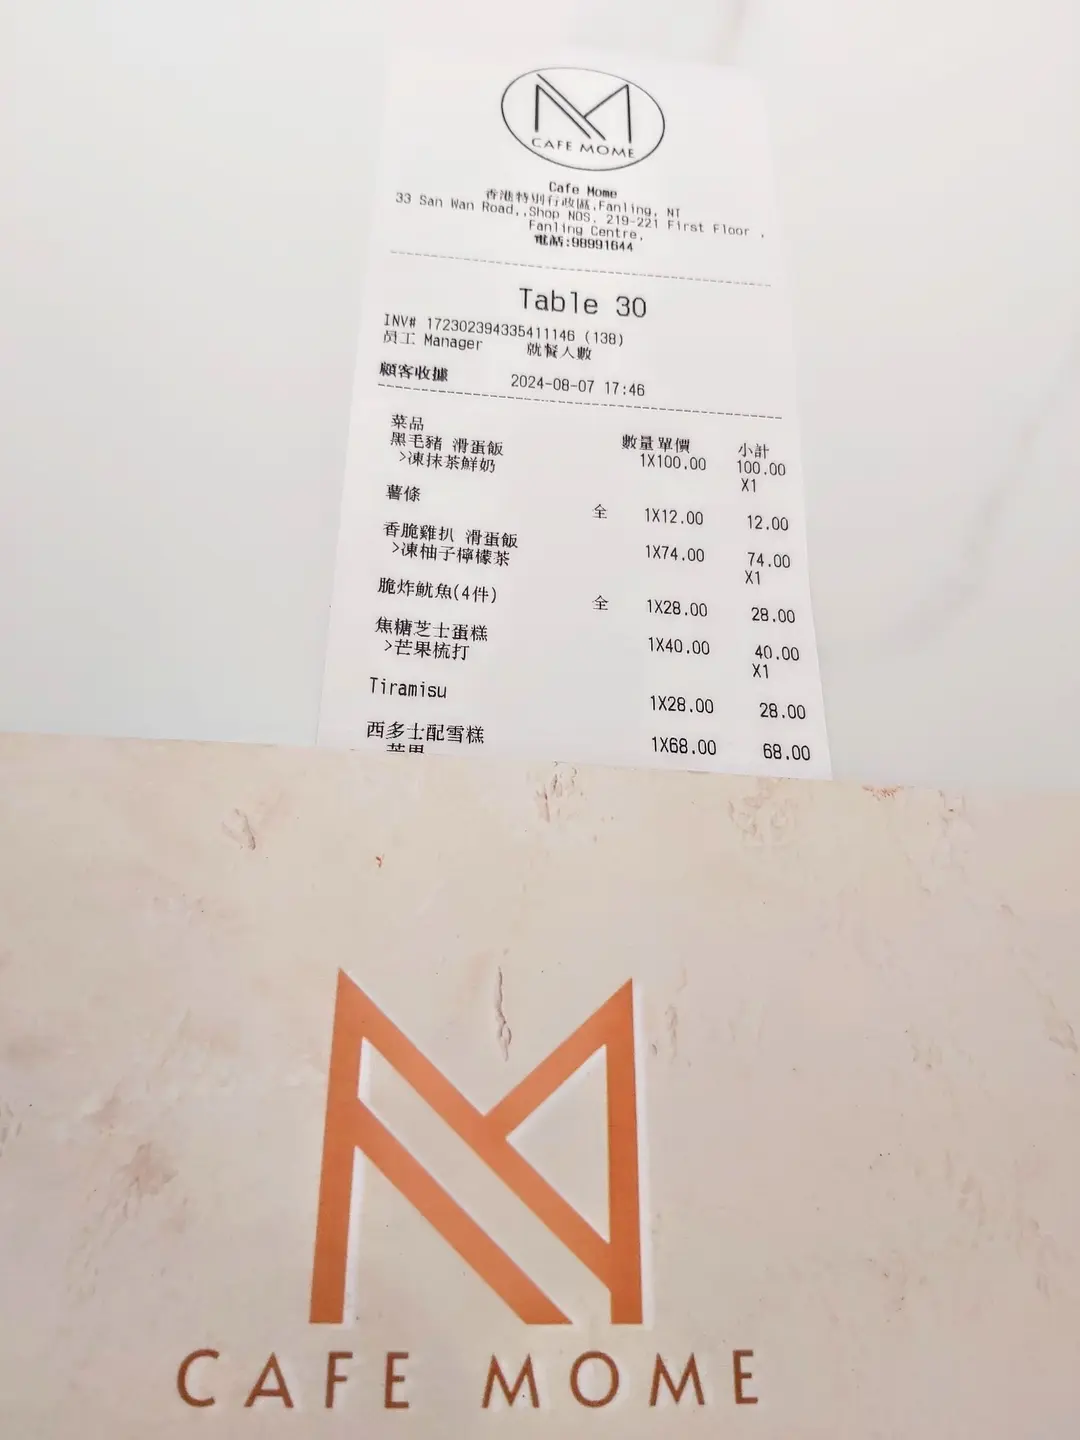 CAFE MOME
Cafe Mome
香港特別行政區,Fanling, NT
33 San Wan Road,,Shop NOS. 219-221 First Floor ,
Fanling Centre,
電話:98991644
Table 30
INV# 172302394335411146 (138)
員工 Manager 就餐人數
顧客收據 2024-08-07 17:46
菜品 數量單價 小計
黑毛豬 滑蛋飯 1X100.00 100.00
>凍抹茶鮮奶 X1
薯條 全 1X12.00 12.00
香脆雞扒 滑蛋飯 1X74.00 74.00
>凍柚子檸檬茶 X1
脆炸魷魚(4件) 全 1X28.00 28.00
焦糖芝士蛋糕 1X40.00 40.00
>芒果梳打 X1
Tiramisu 1X28.00 28.00
西多士配雪糕 1X68.00 68.00
CAFE MOME